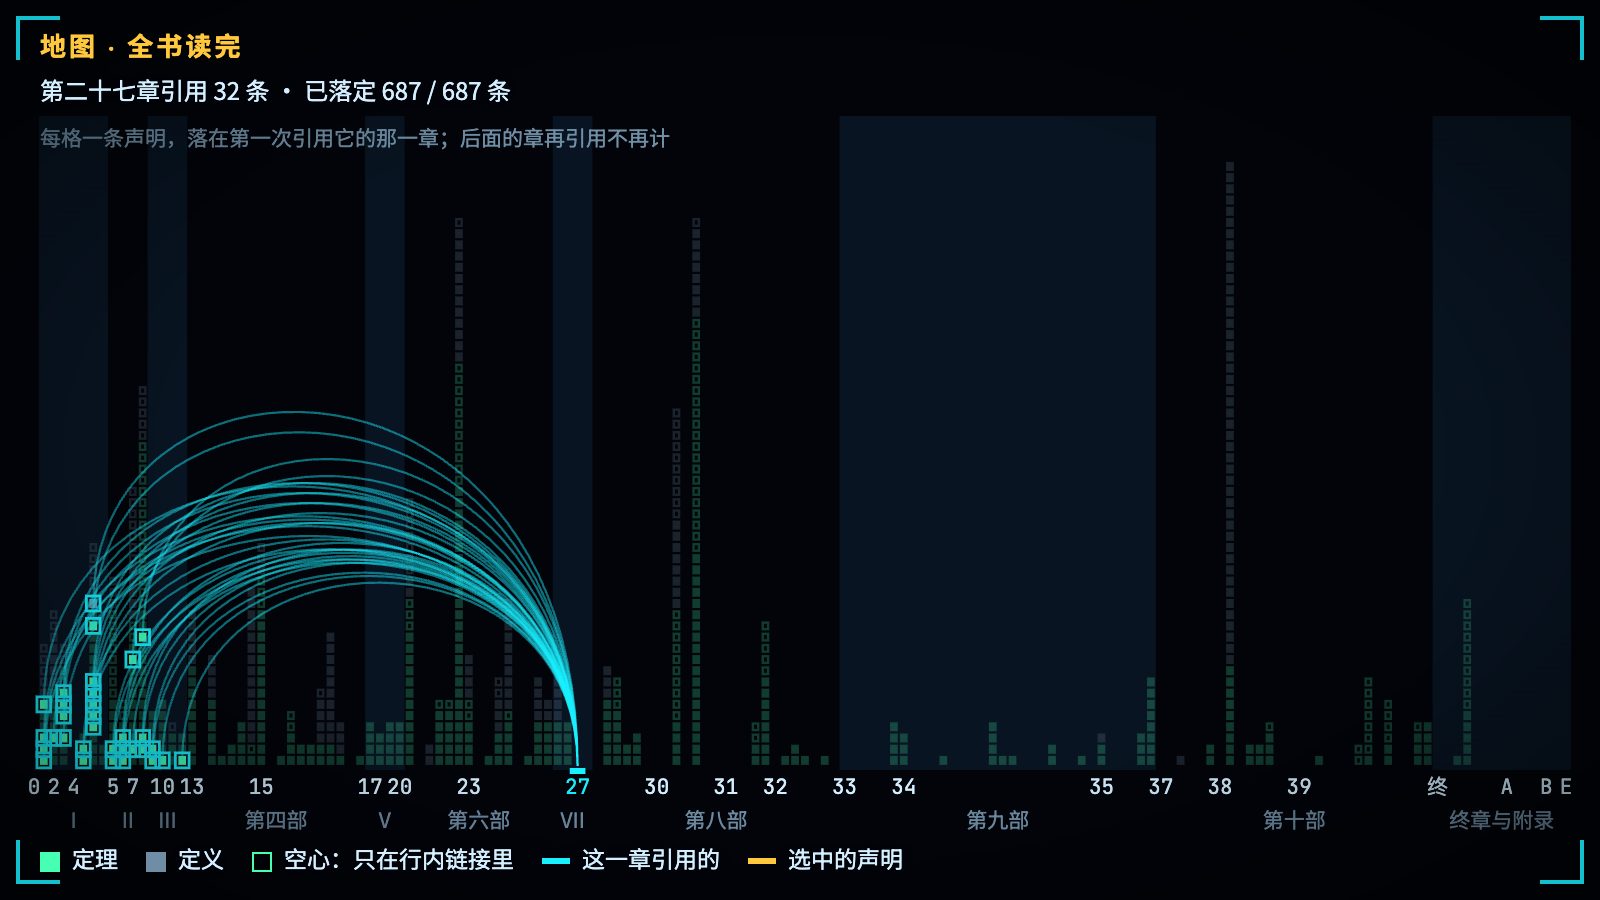 地图 · 全书读完
第二十七章引用 32 条 · 已落定 687 / 687 条
每格一条声明，落在第一次引用它的那一章；后面的章再引用不再计
0 2 4 5 7 10 13 15 17 20 23 27 30 31 32 33 34 35 37 38 39 终 A B E
I II III 第四部 V 第六部 VII 第八部 第九部 第十部 终章与附录
定理 定义 空心：只在行内链接里 这一章引用的 选中的声明